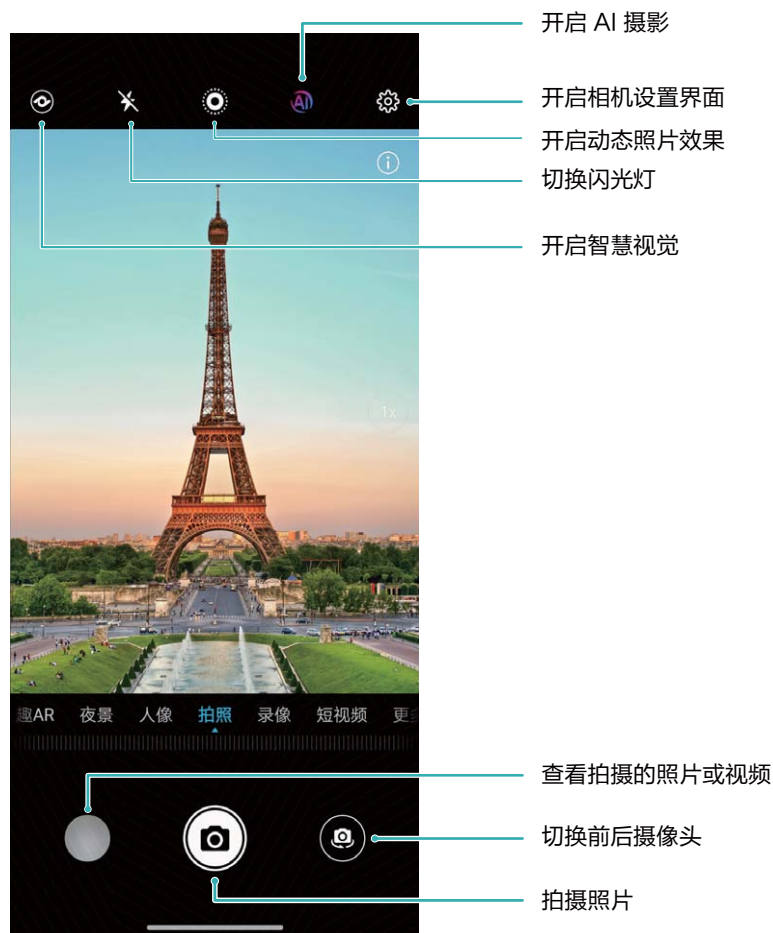 开启 AI 摄影
AI
开启相机设置界面
开启动态照片效果
切换闪光灯
开启智慧视觉
1x
趣AR 夜景 人像 拍照 录像 短视频 更多
查看拍摄的照片或视频
切换前后摄像头
拍摄照片